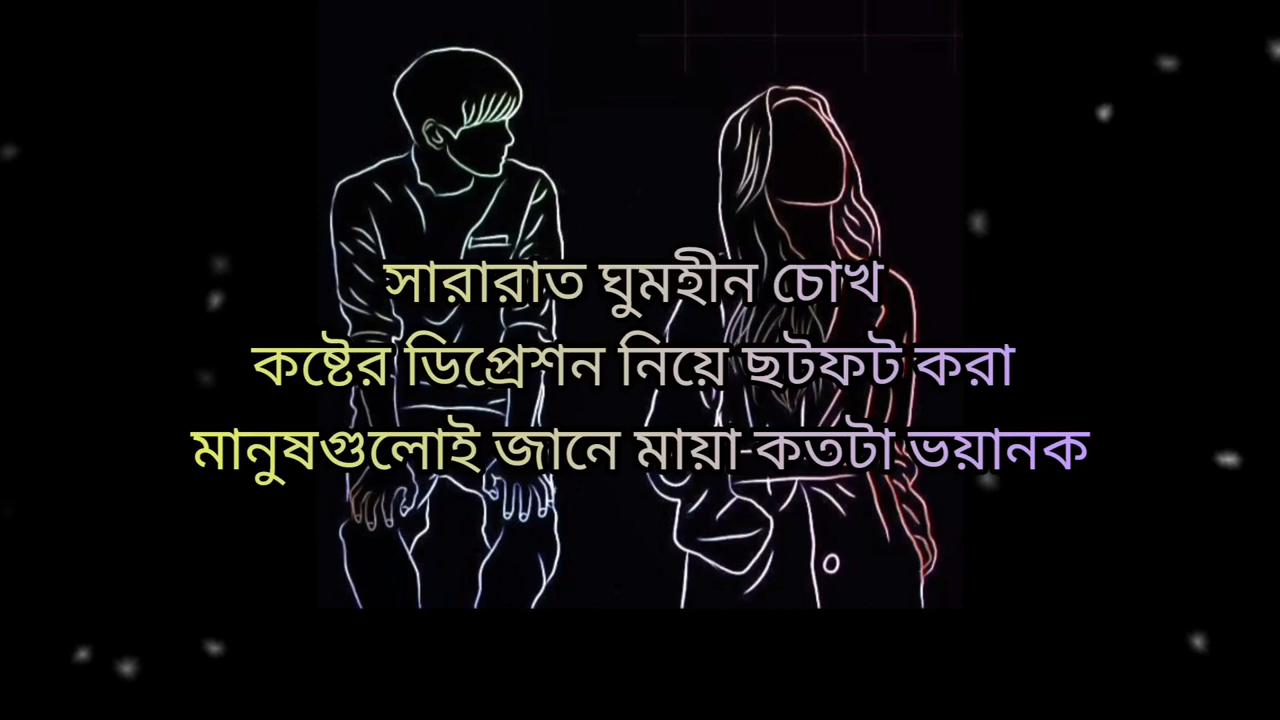 সারারাত ঘুমহীন চোখ
কষ্টের ডিপ্রেশন নিয়ে ছটফট করা
মানুষগুলোই জানে মায়া-কতটা ভয়ানক